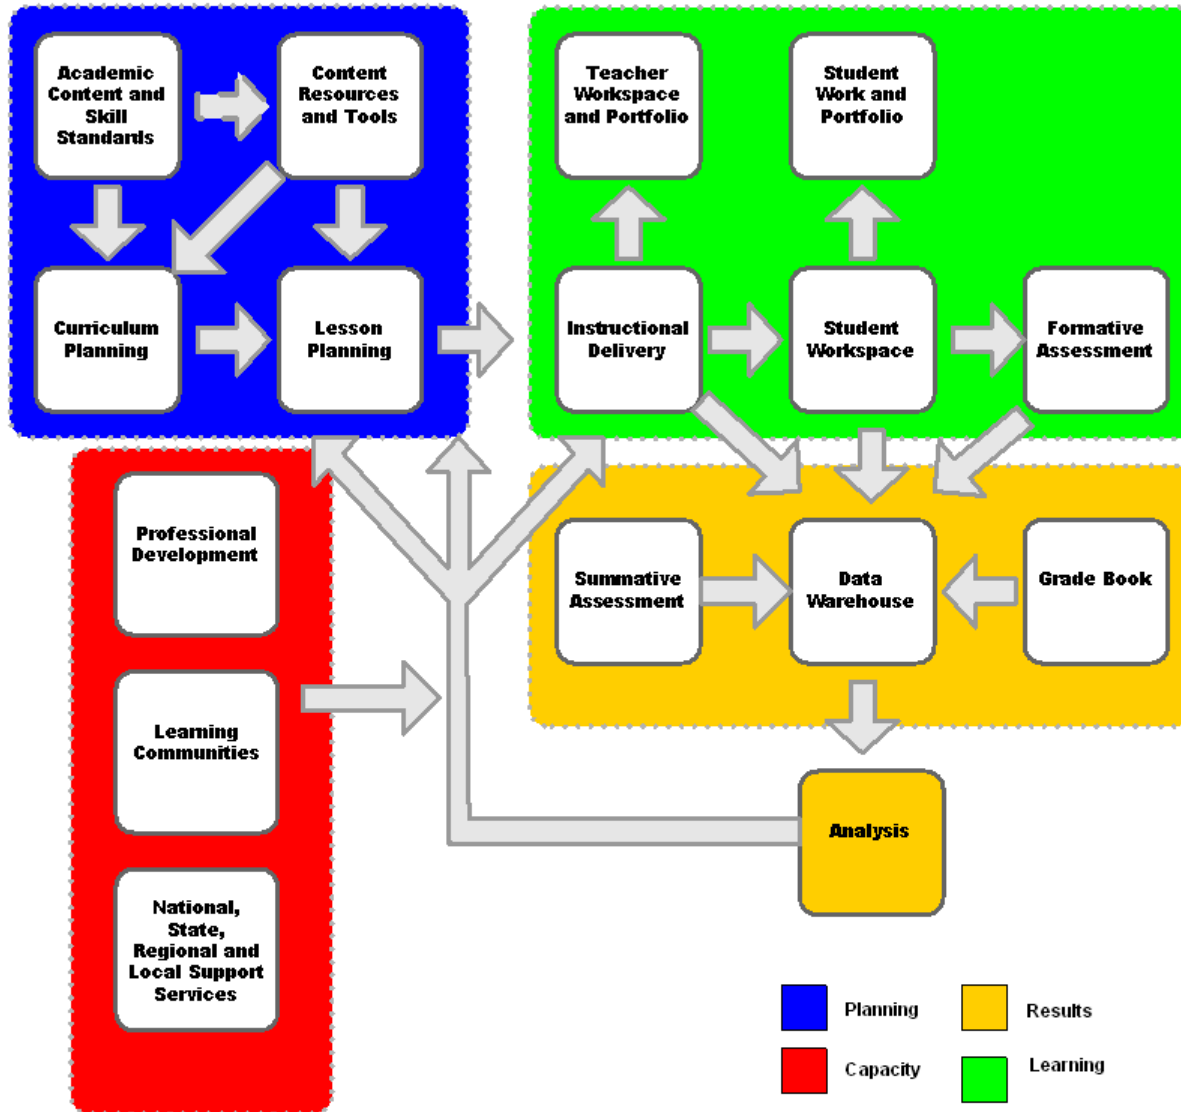 Academic
Content and
Skill
Standards
Content
Resources
and Tools
Teacher
Workspace
and Portfolio
Student
Work and
Portfolio
Curriculum
Planning
Lesson
Planning
Instructional
Delivery
Student
Workspace
Formative
Assessment
Professional
Development
Summative
Assessment
Data
Warehouse
Grade Book
Learning
Communities
Analysis
National,
State,
Regional and
Local Support
Services
Planning
Results
Capacity
Learning